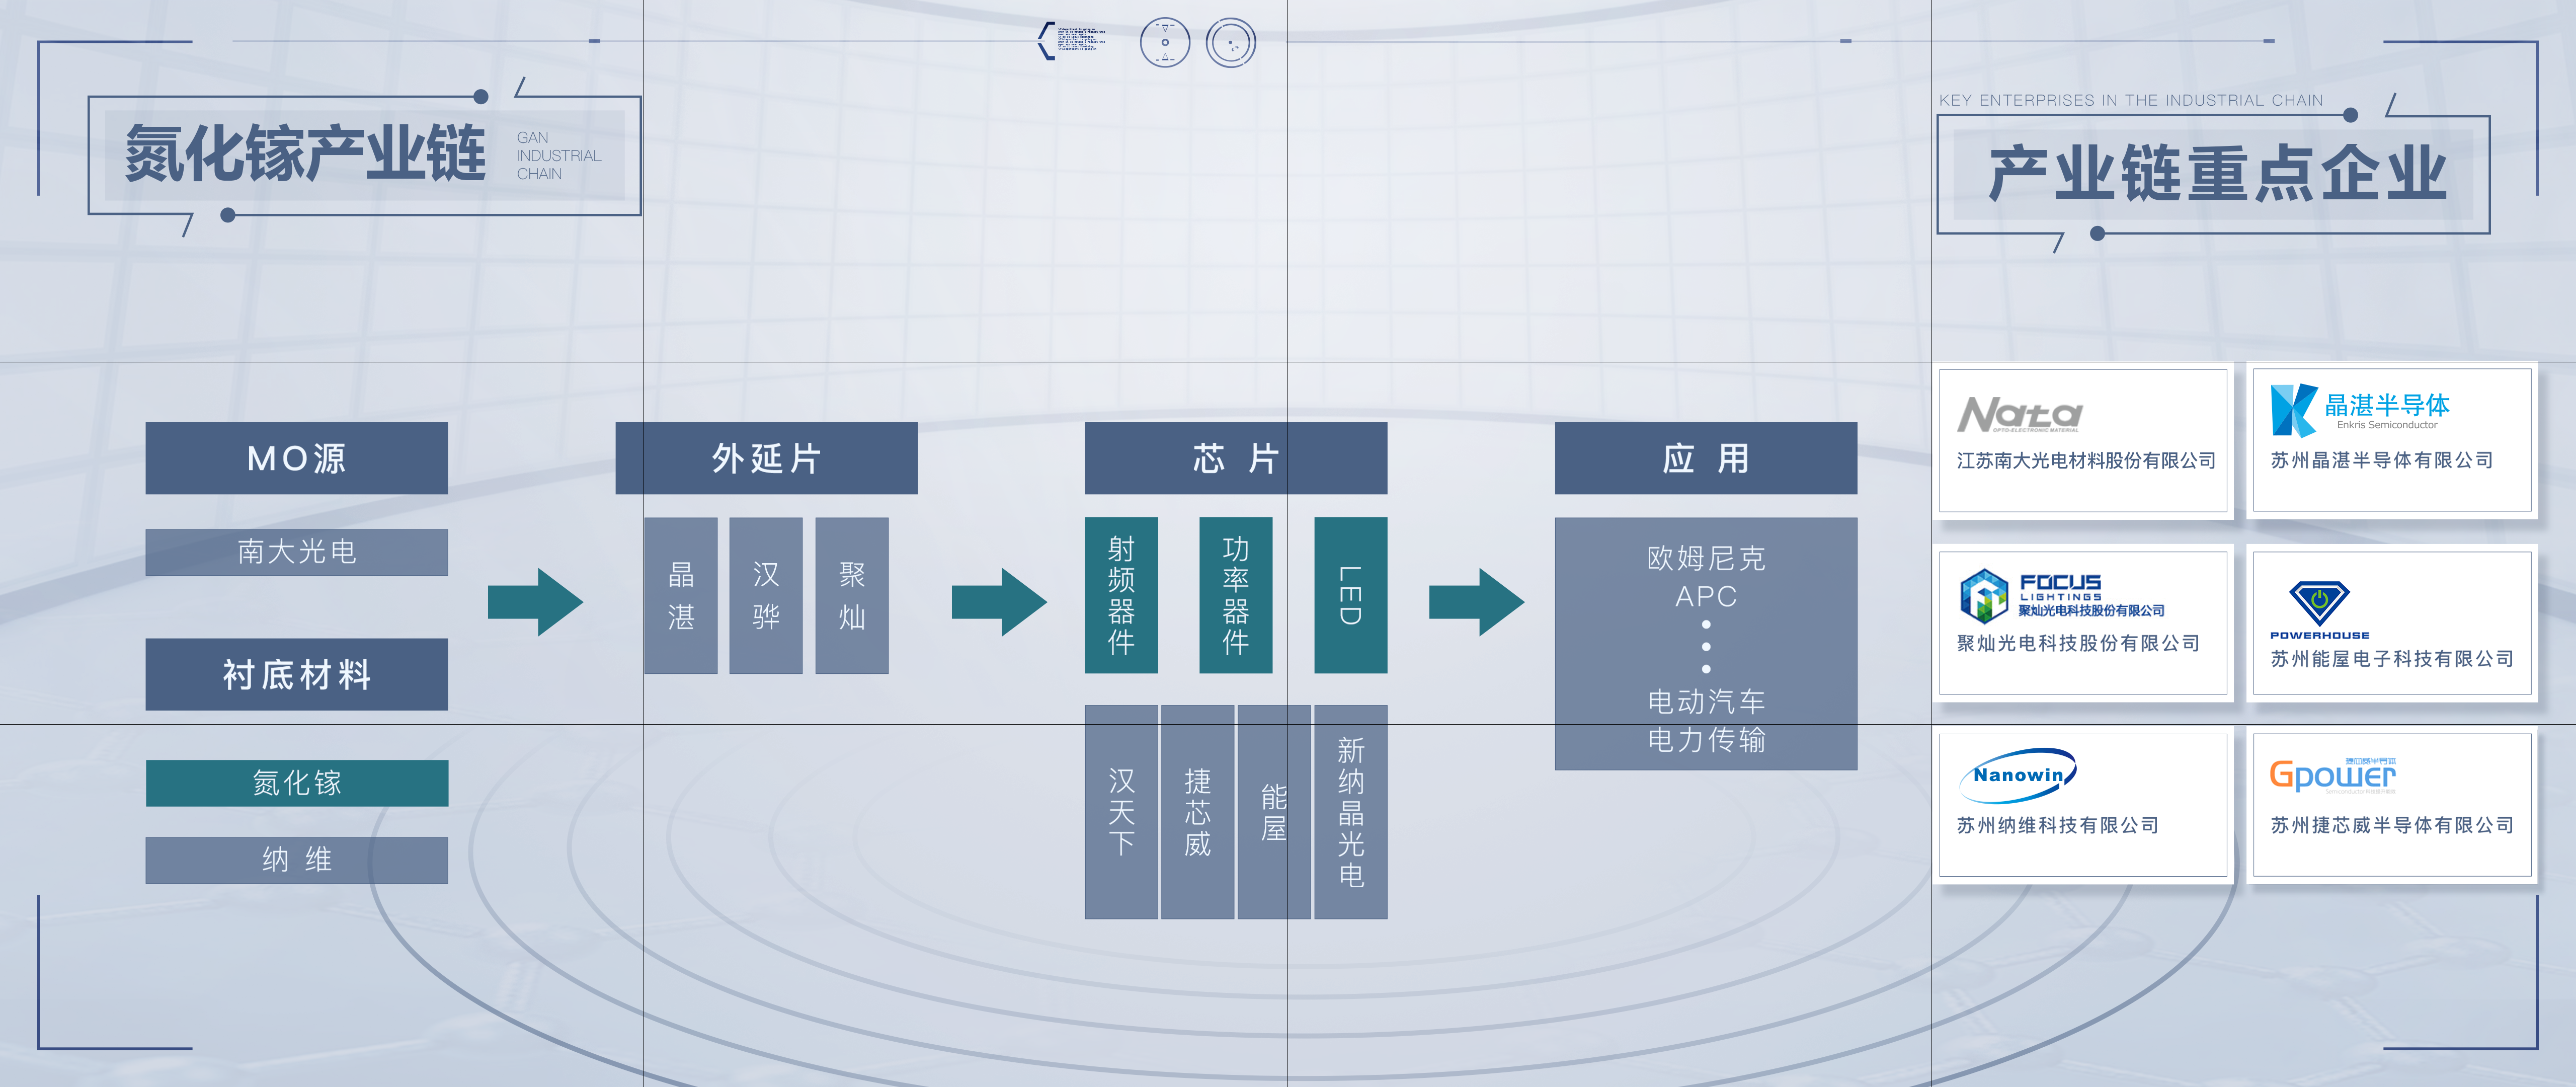 氮化镓产业链
GAN
INDUSTRIAL
CHAIN
KEY ENTERPRISES IN THE INDUSTRIAL CHAIN
产业链重点企业
MO源
南大光电
衬底材料
氮化镓
纳 维
外延片
晶湛
汉骅
聚灿
芯 片
射频器件
功率器件
LED
汉天下
捷芯威
能屋
新纳晶光电
应 用
欧姆尼克
APC
电动汽车
电力传输
Nata
OPTO-ELECTRONIC MATERIAL
江苏南大光电材料股份有限公司
晶湛半导体
Enkris Semiconductor
苏州晶湛半导体有限公司
FOCUS
LIGHTINGS
聚灿光电科技股份有限公司
聚灿光电科技股份有限公司
POWERHOUSE
苏州能屋电子科技有限公司
Nanowin
苏州纳维科技有限公司
捷芯威半导体
Gpower
苏州捷芯威半导体有限公司